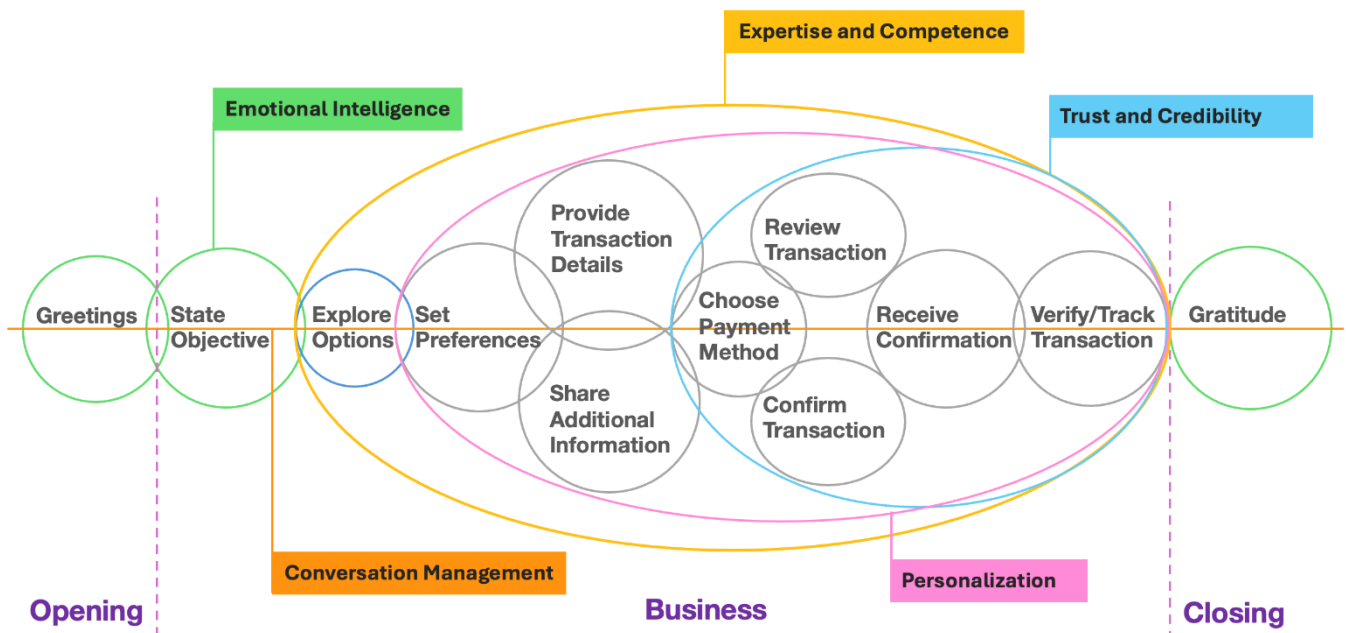 Expertise and Competence
Emotional Intelligence
Trust and Credibility
Greetings
State
Objective
Explore
Options
Set
Preferences
Provide
Transaction
Details
Share
Additional
Information
Choose
Payment
Method
Review
Transaction
Confirm
Transaction
Receive
Confirmation
Verify/Track
Transaction
Gratitude
Conversation Management
Personalization
Opening
Business
Closing